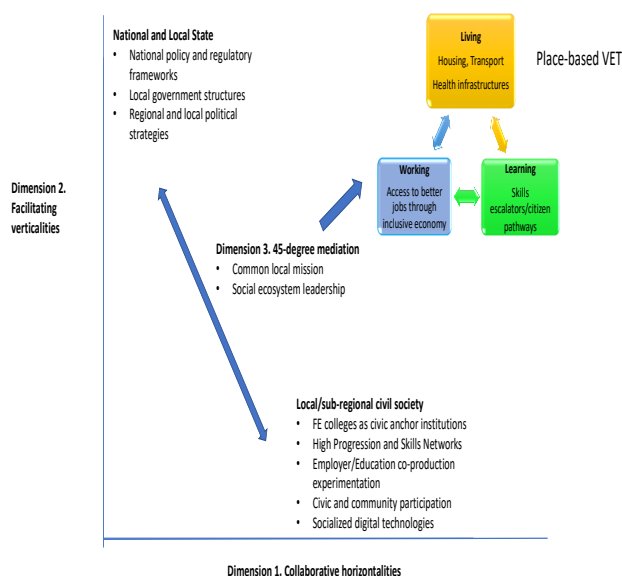 National and Local State
• National policy and regulatory
frameworks
• Local government structures
• Regional and local political
strategies
Living
Housing, Transport
Health infrastructures
Place-based VET
Working
Access to better
jobs through
inclusive economy
Learning
Skills
escalators/citizen
pathways
Dimension 2.
Facilitating
verticalities
Dimension 3. 45-degree mediation
• Common local mission
• Social ecosystem leadership
Local/sub-regional civil society
• FE colleges as civic anchor institutions
• High Progression and Skills Networks
• Employer/Education co-production
experimentation
• Civic and community participation
• Socialized digital technologies
Dimension 1. Collaborative horizontalities